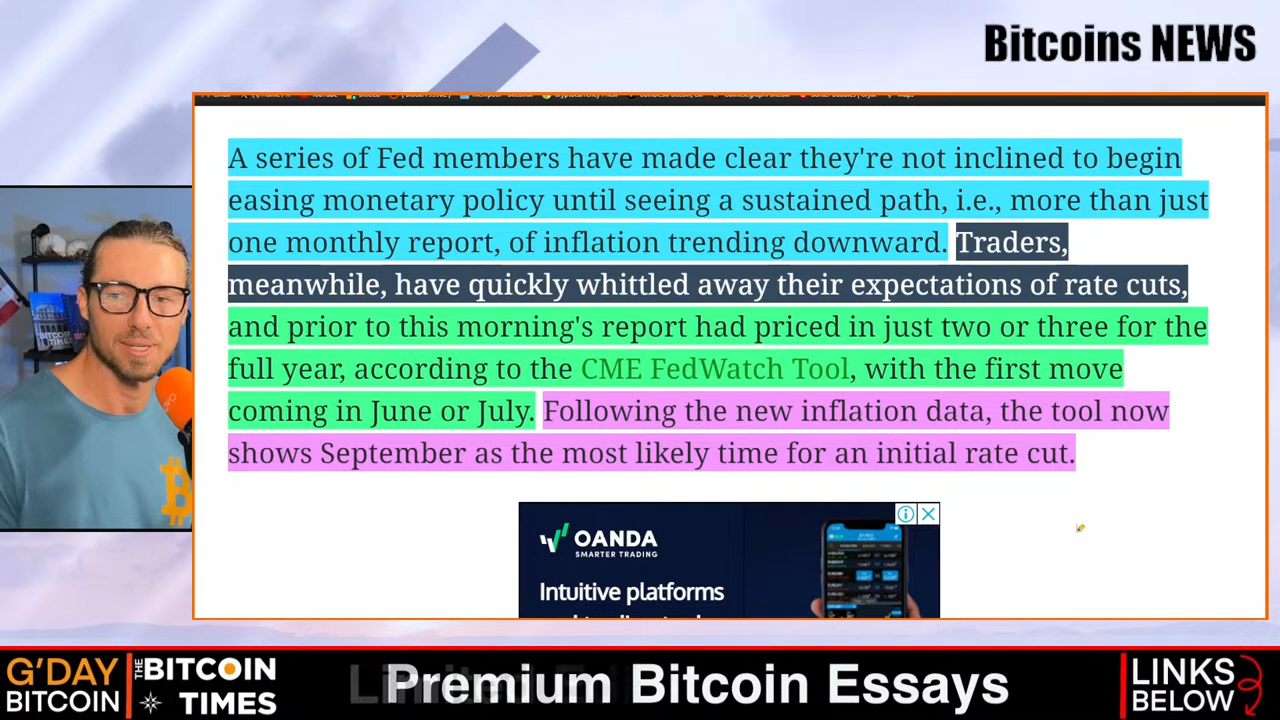 Bitcoins NEWS
A series of Fed members have made clear they're not inclined to begin
easing monetary policy until seeing a sustained path, i.e., more than just
one monthly report, of inflation trending downward. Traders,
meanwhile, have quickly whittled away their expectations of rate cuts,
and prior to this morning's report had priced in just two or three for the
full year, according to the CME FedWatch Tool, with the first move
coming in June or July. Following the new inflation data, the tool now
shows September as the most likely time for an initial rate cut.
OANDA
SMARTER TRADING
Intuitive platforms
G'DAY
BITCOIN
THE BITCOIN
TIMES
Premium Bitcoin Essays
LINKS
BELOW